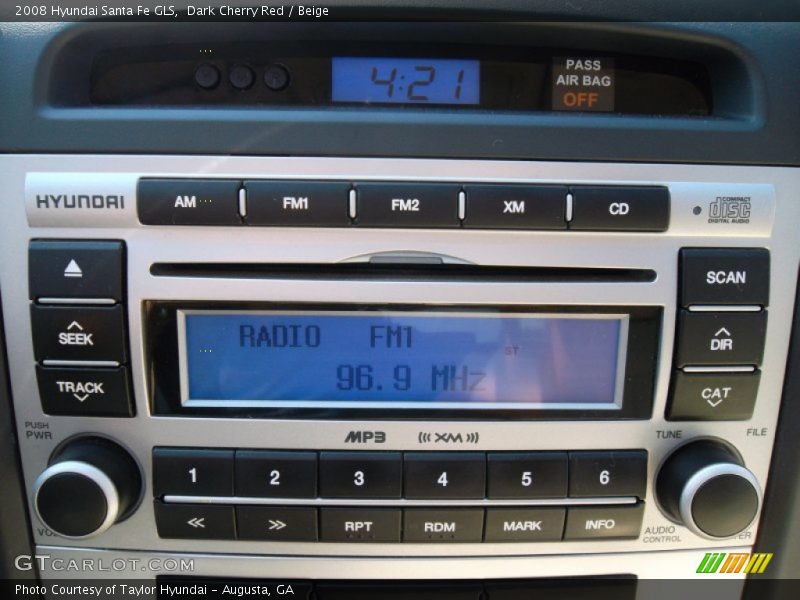 2008 Hyundai Santa Fe GLS, Dark Cherry Red / Beige
4:21
PASS
AIR BAG
OFF
HYUNDAI
AM
FM1
FM2
XM
CD
COMPACT
disc
DIGITAL AUDIO
SEEK
TRACK
SCAN
DIR
CAT
RADIO FM1
ST
96.9 MHz
MP3
XM
PUSH
PWR
TUNE
FILE
1 2 3 4 5 6
<< >> RPT RDM MARK INFO
AUDIO
CONTROL
GTCARLOT.COM
Photo Courtesy of Taylor Hyundai - Augusta, GA